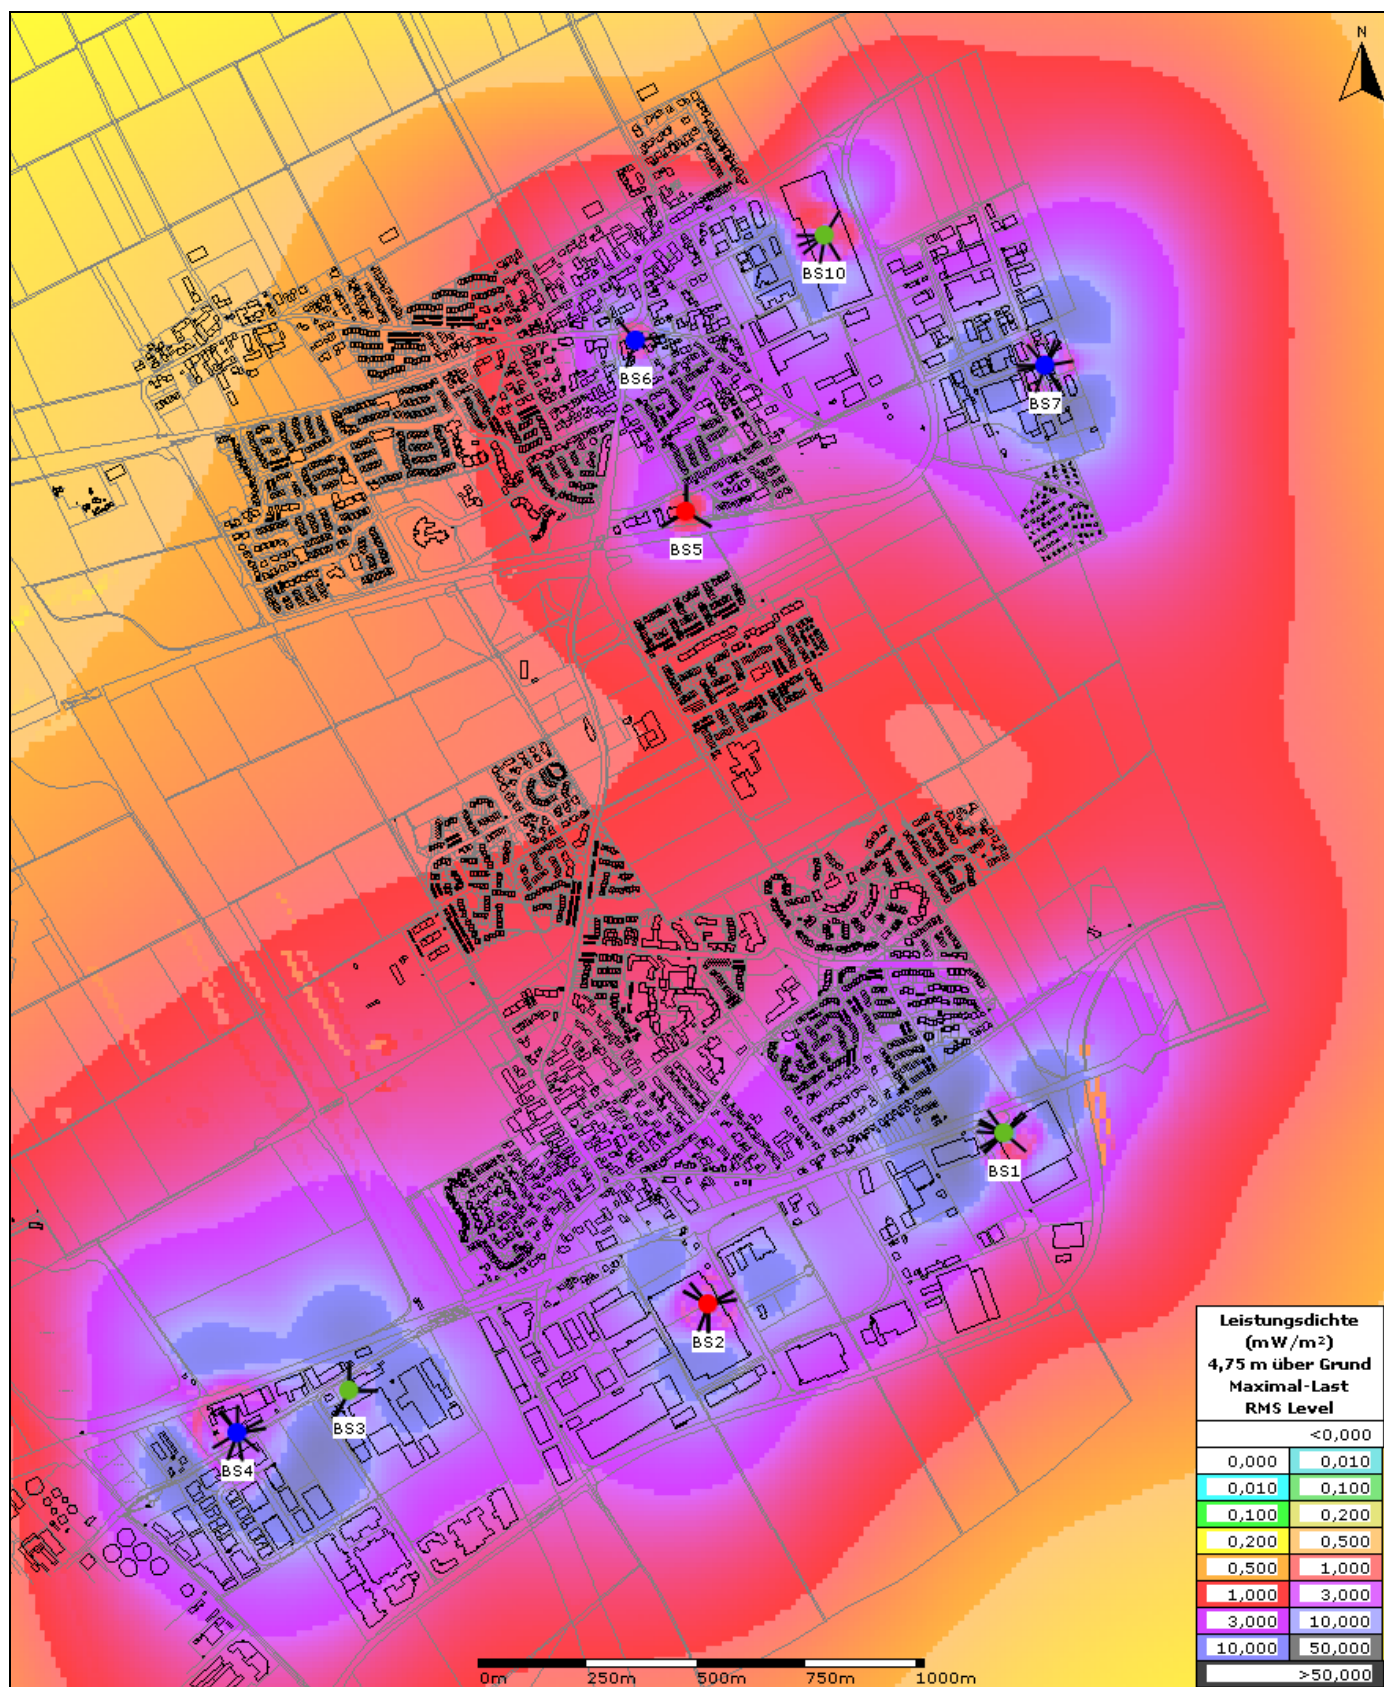 N
BS10
BS6
BS7
BS5
BS1
BS2
BS3
BS4
Leistungsdichte
(mW/m²)
4,75 m über Grund
Maximal-Last
RMS Level
<0,000
0,000 0,010
0,010 0,100
0,100 0,200
0,200 0,500
0,500 1,000
1,000 3,000
3,000 10,000
10,000 50,000
>50,000
0m 250m 500m 750m 1000m